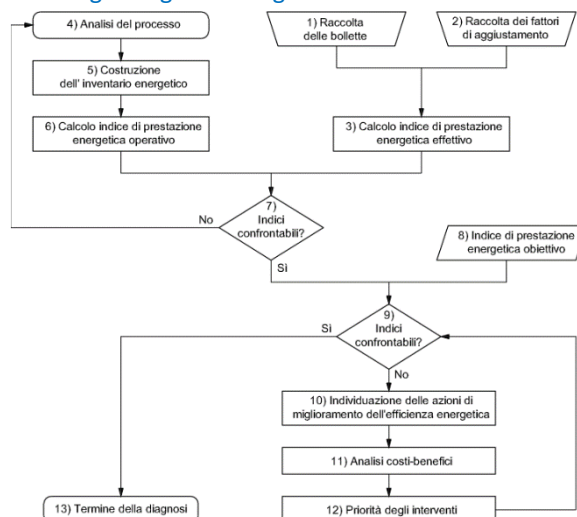 4) Analisi del processo
1) Raccolta
delle bollette
2) Raccolta dei fattori
di aggiustamento
5) Costruzione
dell' inventario energetico
6) Calcolo indice di prestazione
energetica operativo
3) Calcolo indice di prestazione
energetica effettivo
7)
Indici
confrontabili?
No
Sì
8) Indice di prestazione
energetica obiettivo
9)
Indici
confrontabili?
Sì
No
10) Individuazione delle azioni di
miglioramento dell'efficienza energetica
11) Analisi costi-benefici
12) Priorità degli interventi
13) Termine della diagnosi